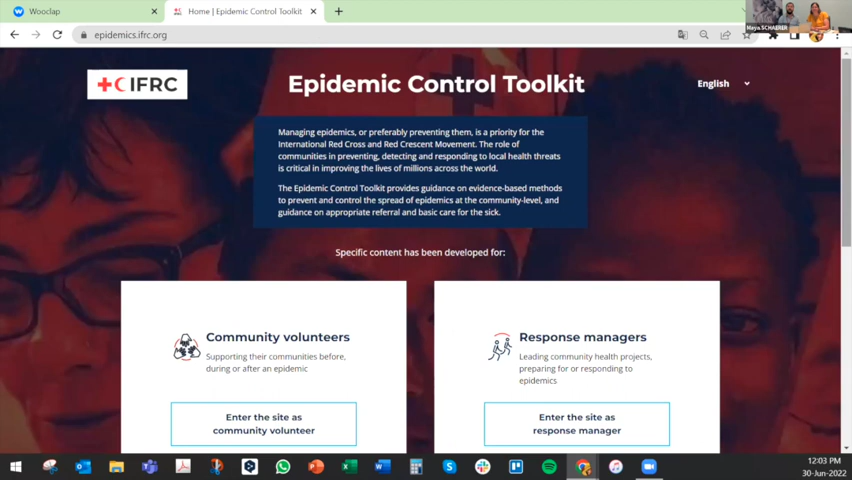 Wooclap
Home | Epidemic Control Toolkit
epidemics.ifrc.org
Maya SCHAERER
IFRC
Epidemic Control Toolkit
English
Managing epidemics, or preferably preventing them, is a priority for the
International Red Cross and Red Crescent Movement. The role of
communities in preventing, detecting and responding to local health threats
is critical in improving the lives of millions across the world.
The Epidemic Control Toolkit provides guidance on evidence-based methods
to prevent and control the spread of epidemics at the community-level, and
guidance on appropriate referral and basic care for the sick.
Specific content has been developed for:
Community volunteers
Supporting their communities before,
during or after an epidemic
Enter the site as
community volunteer
Response managers
Leading community health projects,
preparing for or responding to
epidemics
Enter the site as
response manager
12:03 PM
30-Jun-2022